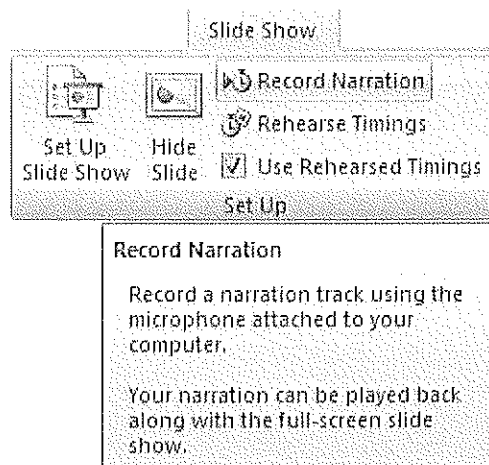 Slide Show
Record Narration
Rehearse Timings
Set Up Hide
Slide Show Slide Use Rehearsed Timings
Set Up
Record Narration
Record a narration track using the
microphone attached to your
computer.
Your narration can be played back
along with the full-screen slide
show.